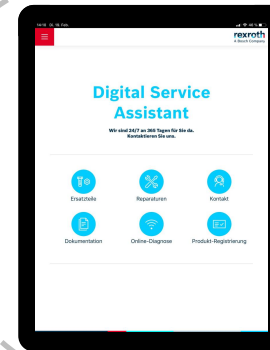 rexroth
A Bosch Company
Digital Service
Assistant
Wir sind 24/7 an 365 Tagen für Sie da.
Kontaktieren Sie uns.
Ersatzteile
Reparaturen
Kontakt
Dokumentation
Online-Diagnose
Produkt-Registrierung